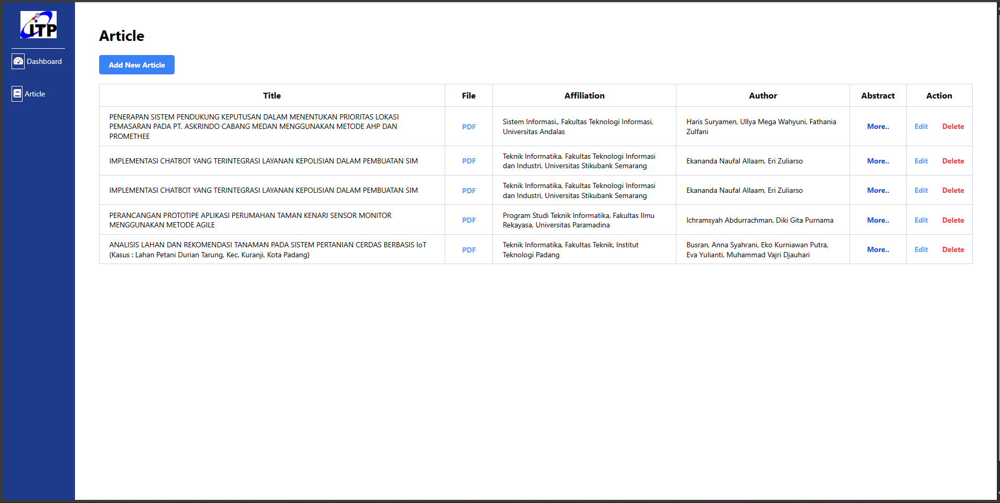 ITP
Dashboard
Article
Article
Add New Article
Title
File
Affiliation
Author
Abstract
Action
PENERAPAN SISTEM PENDUKUNG KEPUTUSAN DALAM MENENTUKAN PRIORITAS LOKASI
PEMASARAN PADA PT. ASKRINDO CABANG MEDAN MENGGUNAKAN METODE AHP DAN
PROMETHEE
PDF
Sistem Informasi., Fakultas Teknologi Informasi,
Universitas Andalas
Haris Suryamen, Ullya Mega Wahyuni, Fathania
Zulfani
More..
Edit
Delete
IMPLEMENTASI CHATBOT YANG TERINTEGRASI LAYANAN KEPOLISIAN DALAM PEMBUATAN SIM
PDF
Teknik Informatika, Fakultas Teknologi Informasi
dan Industri, Universitas Stikubank Semarang
Ekananda Naufal Allaam, Eri Zuliarso
More..
Edit
Delete
IMPLEMENTASI CHATBOT YANG TERINTEGRASI LAYANAN KEPOLISIAN DALAM PEMBUATAN SIM
PDF
Teknik Informatika, Fakultas Teknologi Informasi
dan Industri, Universitas Stikubank Semarang
Ekananda Naufal Allaam, Eri Zuliarso
More..
Edit
Delete
PERANCANGAN PROTOTIPE APLIKASI PERUMAHAN TAMAN KENARI SENSOR MONITOR
MENGGUNAKAN METODE AGILE
PDF
Program Studi Teknik Informatika, Fakultas Ilmu
Rekayasa, Universitas Paramadina
Ichramsyah Abdurrachman, Diki Gita Purnama
More..
Edit
Delete
ANALISIS LAHAN DAN REKOMENDASI TANAMAN PADA SISTEM PERTANIAN CERDAS BERBASIS IoT
(Kasus : Lahan Petani Durian Tarung, Kec. Kuranji, Kota Padang)
PDF
Teknik Informatika, Fakultas Teknik, Institut
Teknologi Padang
Busran, Anna Syahrani, Eko Kurniawan Putra,
Eva Yulianti, Muhammad Vajri Djauhari
More..
Edit
Delete